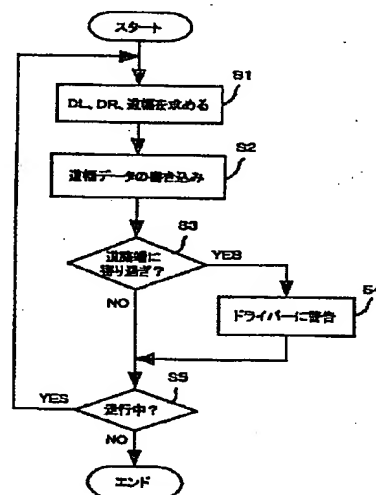 スタート
S1
DL、DR、道幅を求める
S2
道幅データの書き込み
S3
道路端に
寄り過ぎ？
YES
NO
S4
ドライバーに警告
S5
YES
走行中？
NO
エンド